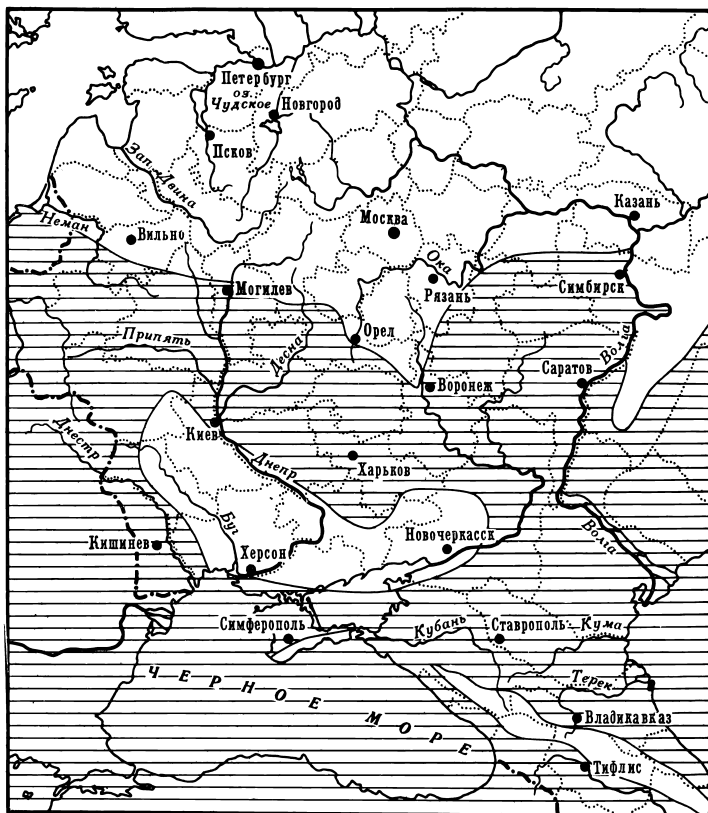 Петербург
оз.
Чудское
Новгород
Псков
Зап. Двина
Казань
Неман
Вильно
Москва
Ока
Рязань
Симбирск
Могилев
Припять
Десна
Орел
Волга
Саратов
Воронеж
Днестр
Киев
Днепр
Харьков
Буг
Волга
Кишинев
Херсон
Новочеркасск
Симферополь
Кубань
Ставрополь
Кума
ЧЕРНОЕ МОРЕ
Терек
Владикавказ
Тифлис